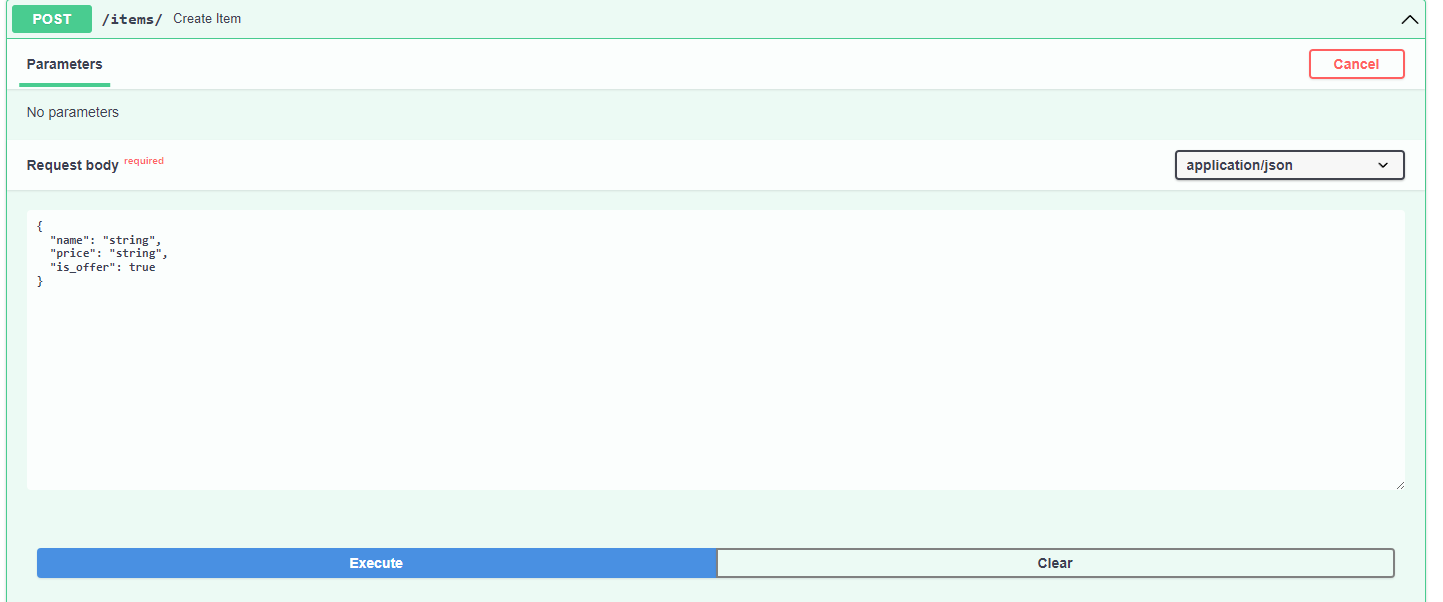 POST /items/ Create Item
Parameters Cancel
No parameters
Request body required application/json
{
  "name": "string",
  "price": "string",
  "is_offer": true
}
Execute Clear